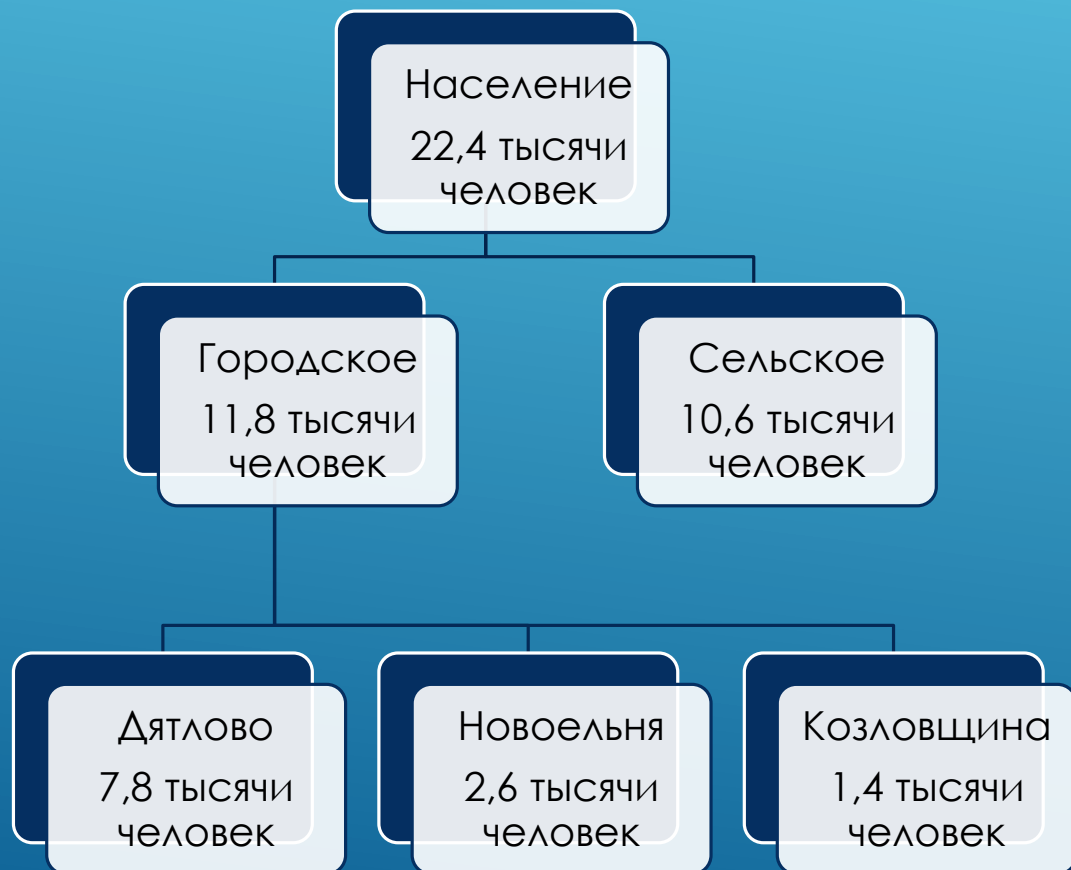 Население
22,4 тысячи
человек
Городское
11,8 тысячи
человек
Сельское
10,6 тысячи
человек
Дятлово
7,8 тысячи
человек
Новоельня
2,6 тысячи
человек
Козловщина
1,4 тысячи
человек